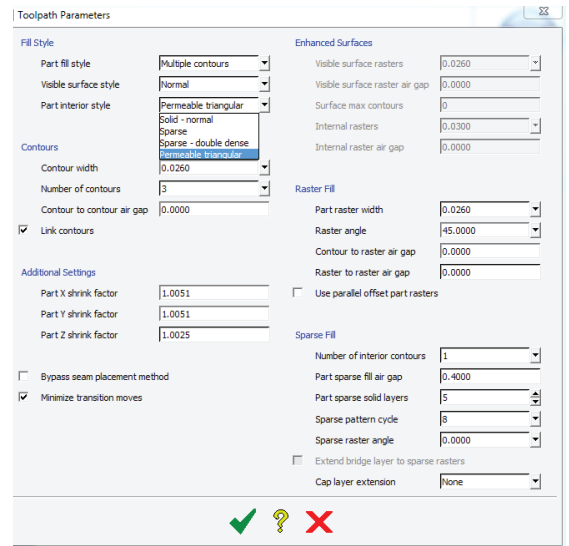 Toolpath Parameters
Fill Style
Part fill style Multiple contours
Visible surface style Normal
Part interior style Permeable triangular
Solid - normal
Sparse
Sparse - double dense
Permeable triangular
Contours
Contour width 0.0260
Number of contours 3
Contour to contour air gap 0.0000
Link contours
Additional Settings
Part X shrink factor 1.0051
Part Y shrink factor 1.0051
Part Z shrink factor 1.0025
Bypass seam placement method
Minimize transition moves
Enhanced Surfaces
Visible surface rasters 0.0260
Visible surface raster air gap 0.0000
Surface max contours 0
Internal rasters 0.0300
Internal raster air gap 0.0000
Raster Fill
Part raster width 0.0260
Raster angle 45.0000
Contour to raster air gap 0.0000
Raster to raster air gap 0.0000
Use parallel offset part rasters
Sparse Fill
Number of interior contours 1
Part sparse fill air gap 0.4000
Part sparse solid layers 5
Sparse pattern cycle 8
Sparse raster angle 0.0000
Extend bridge layer to sparse rasters
Cap layer extension None